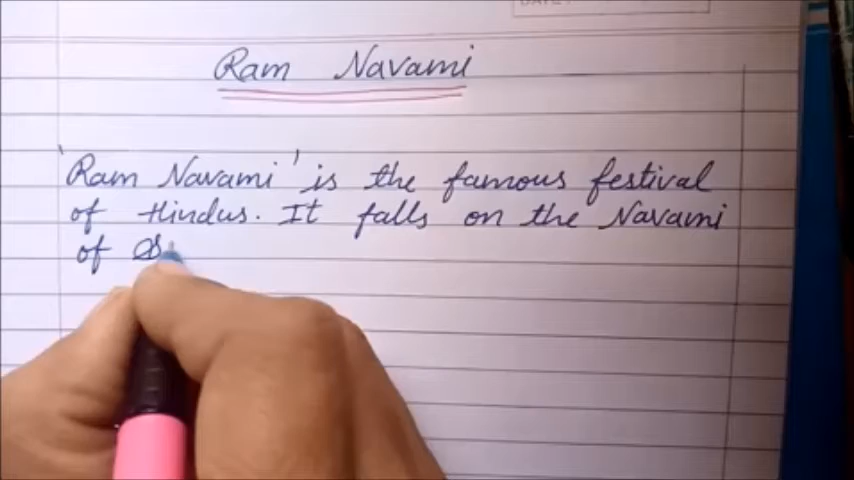 Ram Navami
'Ram Navami' is the famous festival
of Hindus. It falls on the Navami
of S